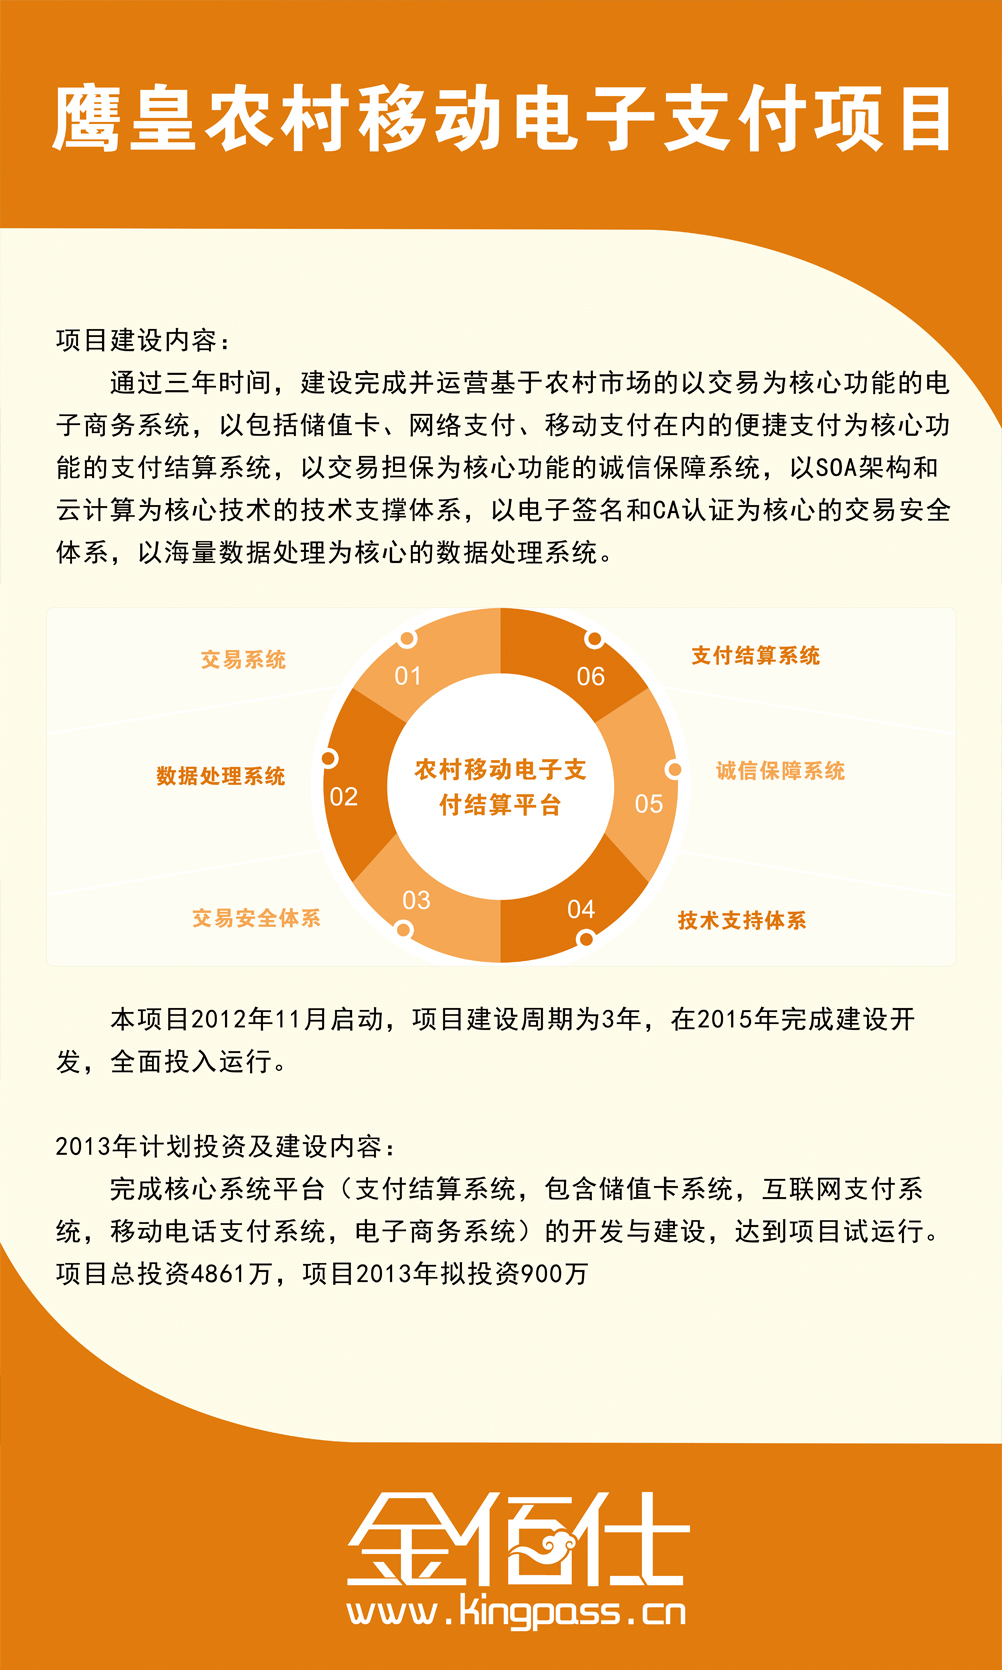 鹰皇农村移动电子支付项目
项目建设内容：
通过三年时间，建设完成并运营基于农村市场的以交易为核心功能的电
子商务系统，以包括储值卡、网络支付、移动支付在内的便捷支付为核心功
能的支付结算系统，以交易担保为核心功能的诚信保障系统，以SOA架构和
云计算为核心技术的技术支撑体系，以电子签名和CA认证为核心的交易安全
体系，以海量数据处理为核心的数据处理系统。
交易系统
01
06
支付结算系统
数据处理系统
02
农村移动电子支
付结算平台
05
诚信保障系统
交易安全体系
03
04
技术支持体系
本项目2012年11月启动，项目建设周期为3年，在2015年完成建设开
发，全面投入运行。
2013年计划投资及建设内容：
完成核心系统平台（支付结算系统，包含储值卡系统，互联网支付系
统，移动电话支付系统，电子商务系统）的开发与建设，达到项目试运行。
项目总投资4861万，项目2013年拟投资900万
金佰仕
www.kingpass.cn